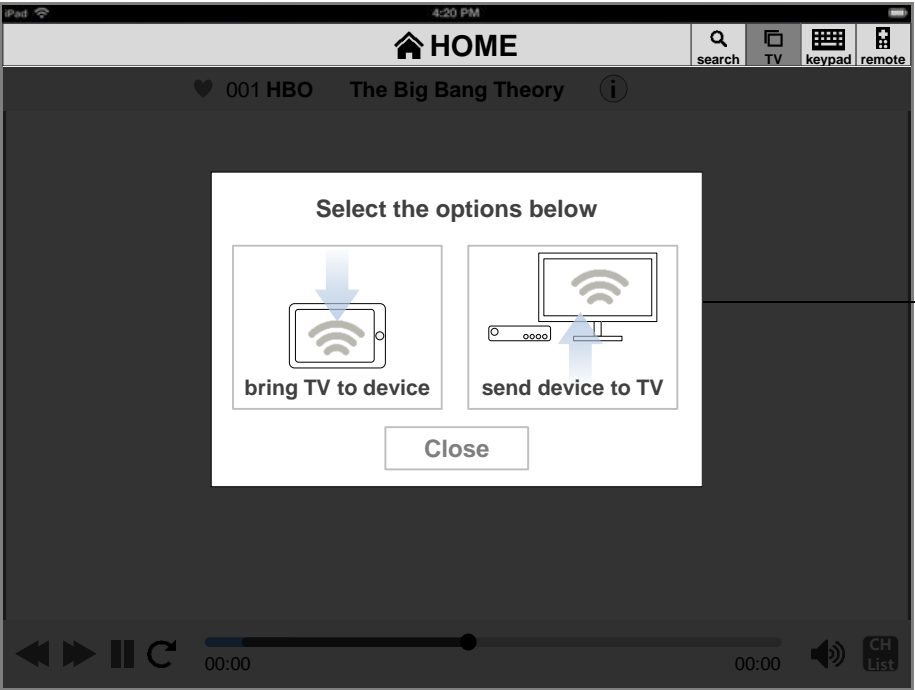 iPad 4:20 PM
HOME
search TV keypad remote
001 HBO The Big Bang Theory i
Select the options below
bring TV to device send device to TV
Close
00:00 00:00
CH
List